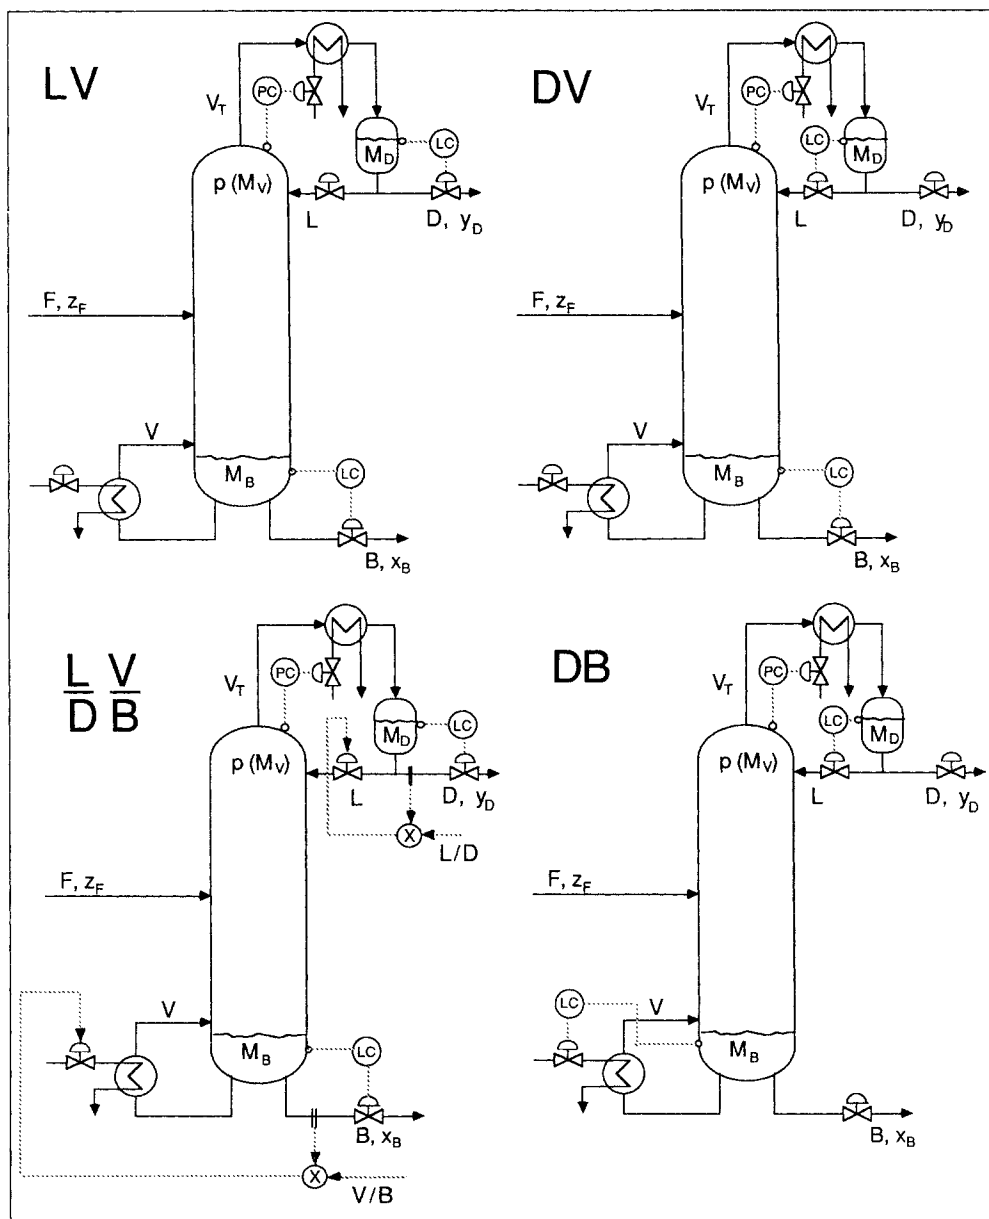 LV
PC
V_T
LC
M_D
p (M_V)
L
D, y_D
F, z_F
V
M_B
LC
B, x_B
DV
PC
V_T
LC
M_D
p (M_V)
L
D, y_D
F, z_F
V
M_B
LC
B, x_B
L/D V/B
PC
V_T
LC
M_D
p (M_V)
L
D, y_D
X
L/D
F, z_F
V
M_B
LC
B, x_B
X
V/B
DB
PC
V_T
LC
M_D
p (M_V)
L
D, y_D
F, z_F
LC
V
M_B
B, x_B